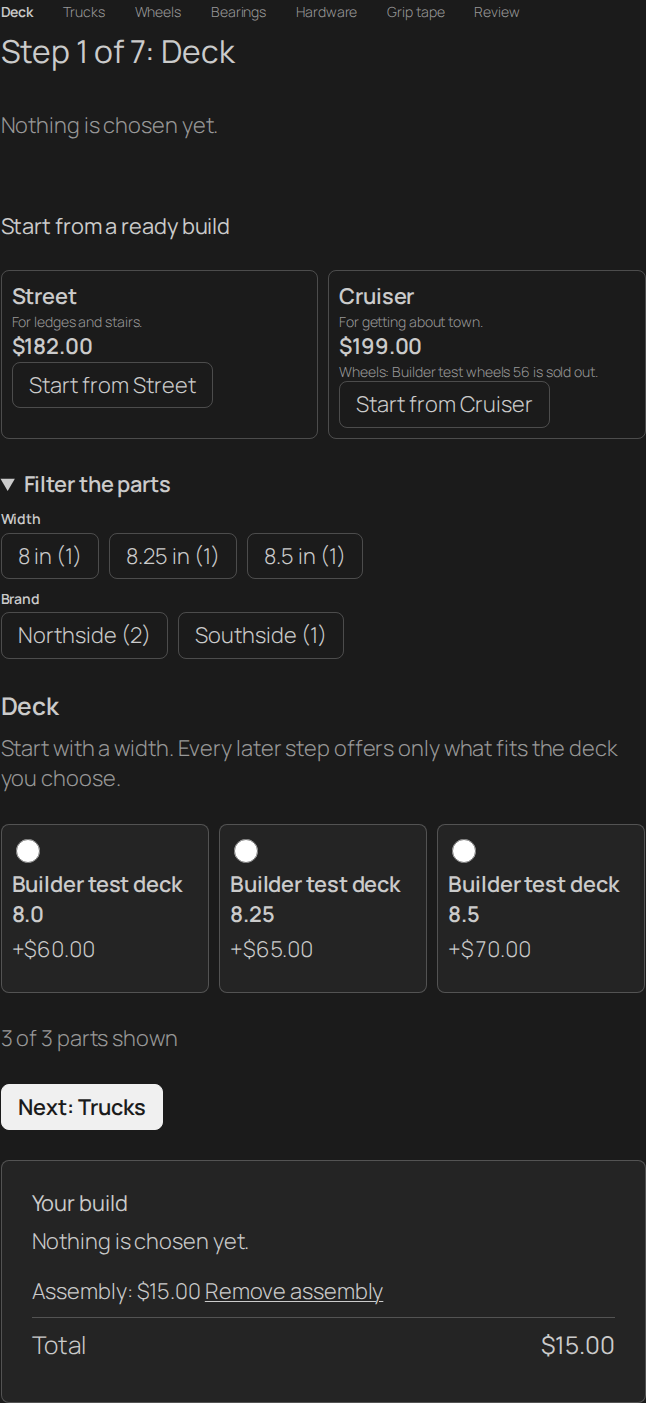 Deck Trucks Wheels Bearings Hardware Grip tape Review
Step 1 of 7: Deck
Nothing is chosen yet.
Start from a ready build
Street
For ledges and stairs.
$182.00
Start from Street
Cruiser
For getting about town.
$199.00
Wheels: Builder test wheels 56 is sold out.
Start from Cruiser
Filter the parts
Width
8 in (1)
8.25 in (1)
8.5 in (1)
Brand
Northside (2)
Southside (1)
Deck
Start with a width. Every later step offers only what fits the deck
you choose.
Builder test deck
8.0
+$60.00
Builder test deck
8.25
+$65.00
Builder test deck
8.5
+$70.00
3 of 3 parts shown
Next: Trucks
Your build
Nothing is chosen yet.
Assembly: $15.00 Remove assembly
Total $15.00